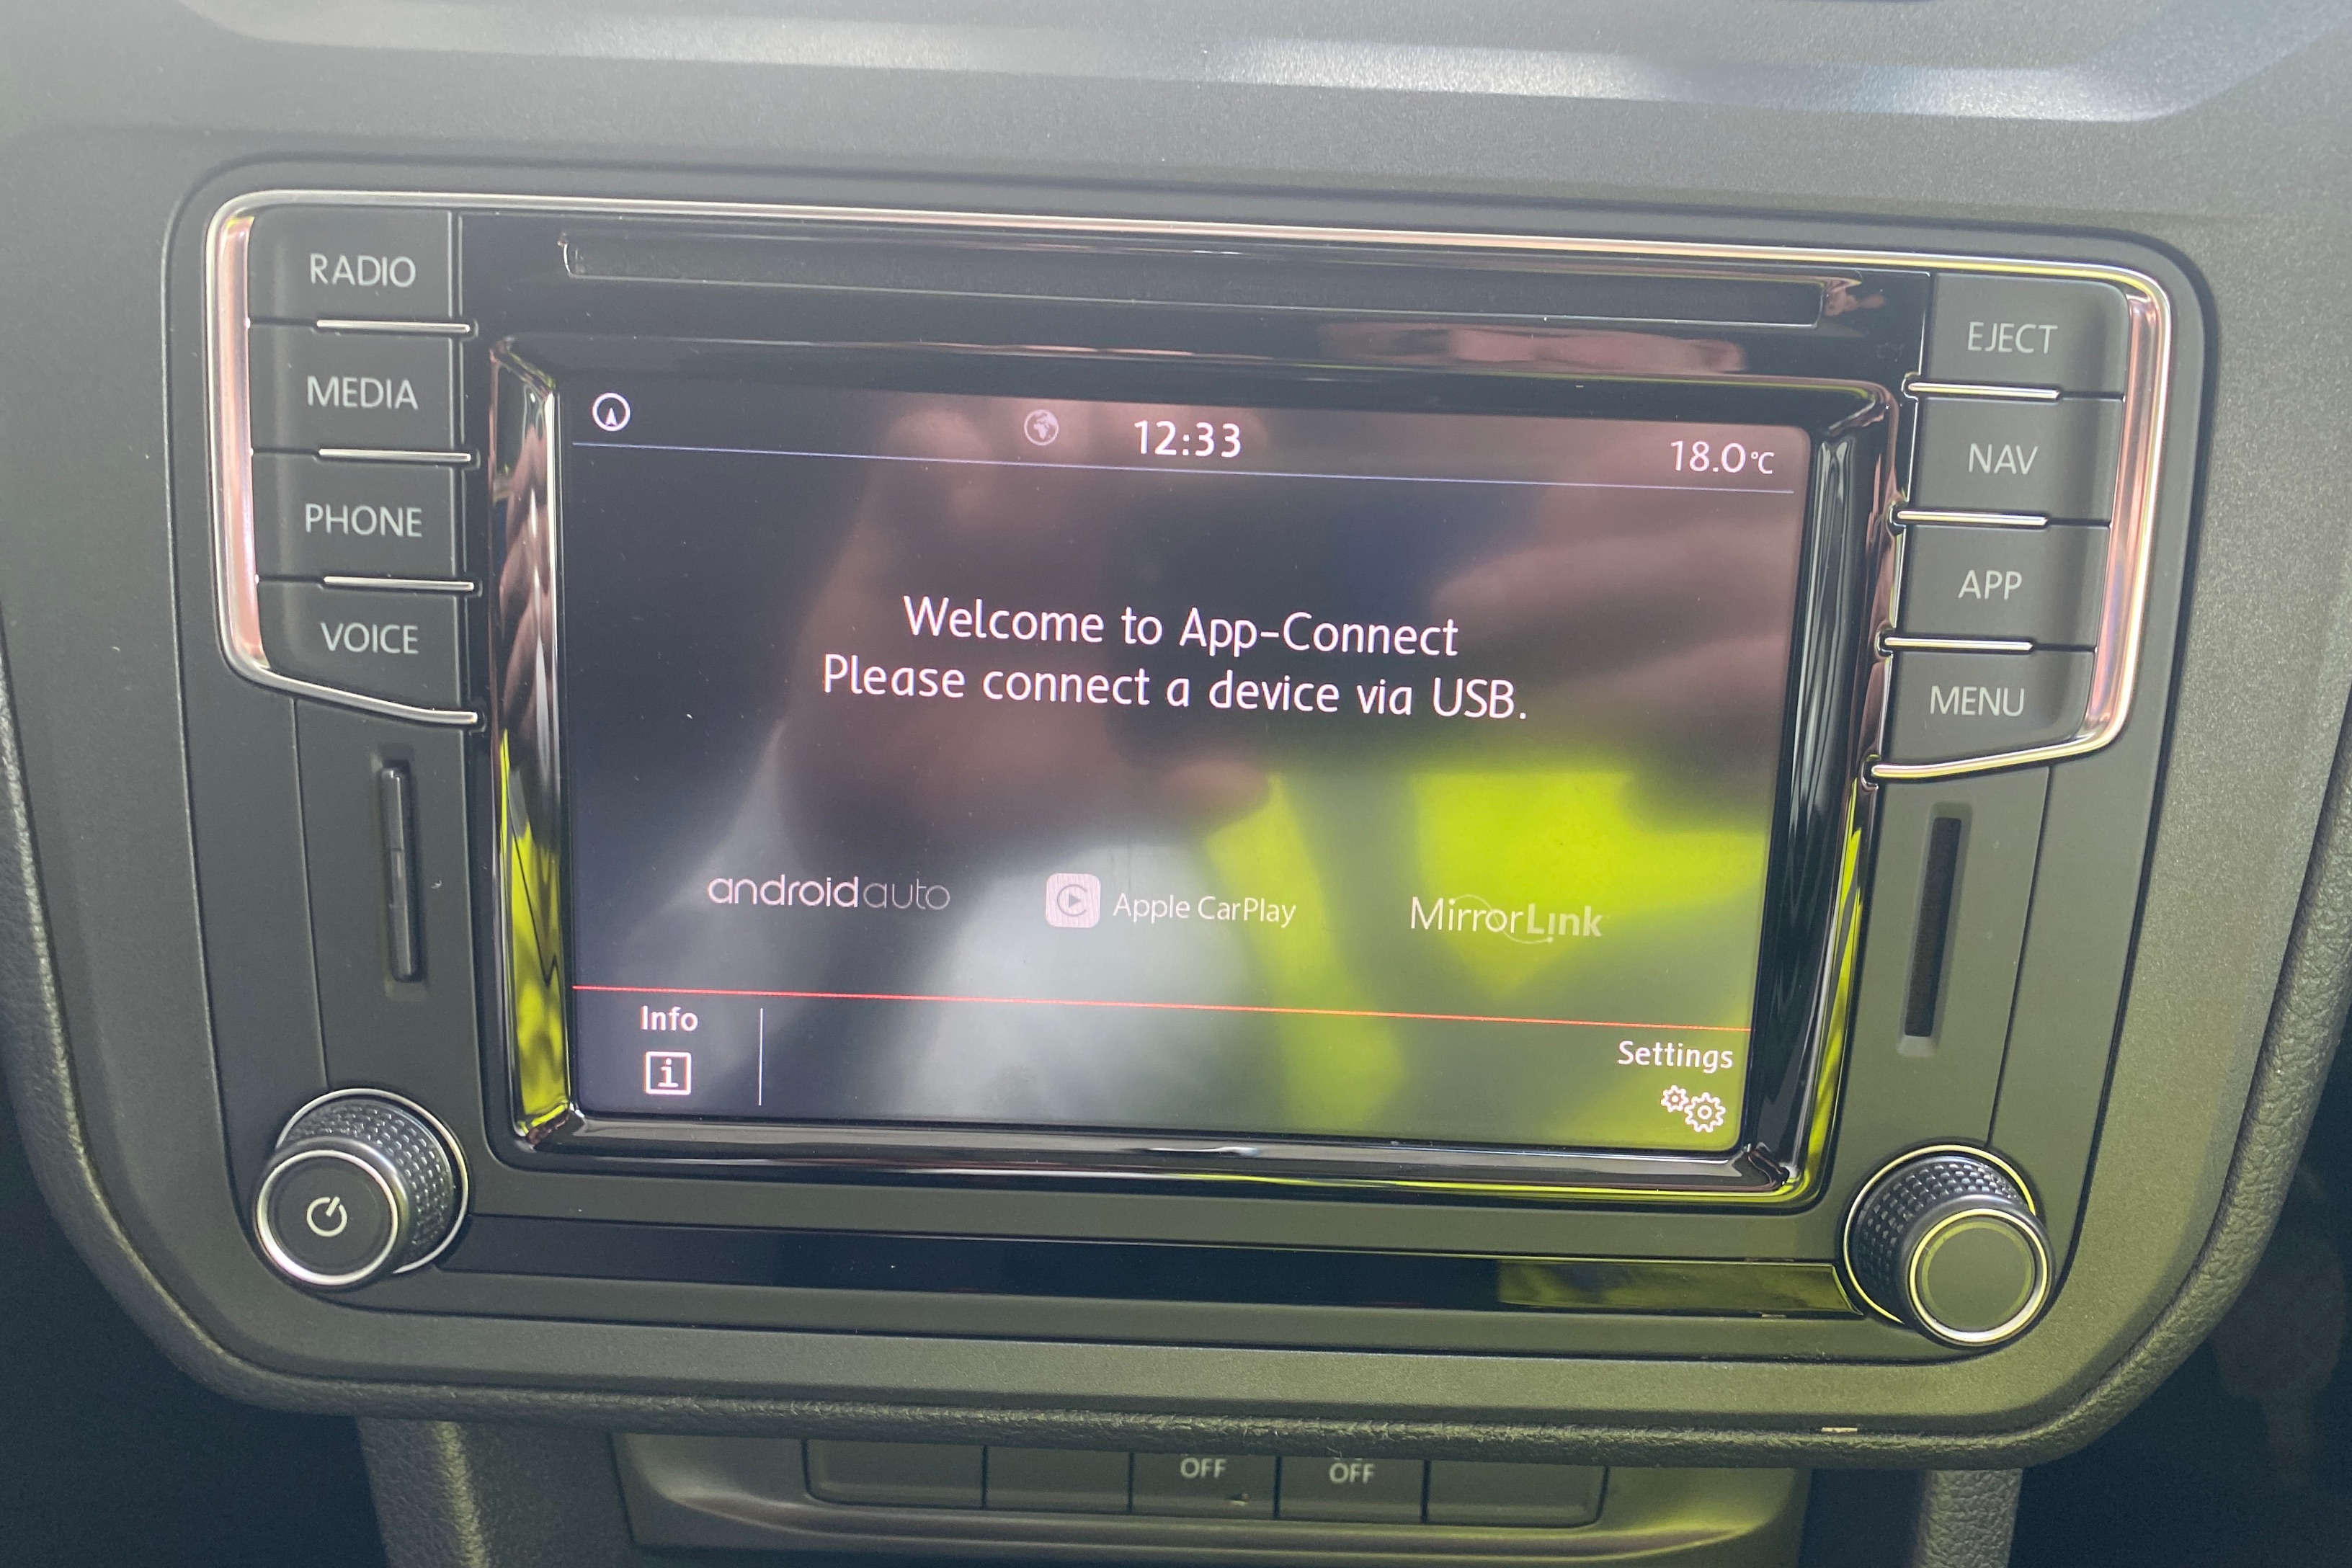 RADIO
MEDIA
PHONE
VOICE
EJECT
NAV
APP
MENU
12:33
18.0°C
Welcome to App-Connect
Please connect a device via USB.
androidauto
Apple CarPlay
MirrorLink
Info
i
Settings
OFF
OFF